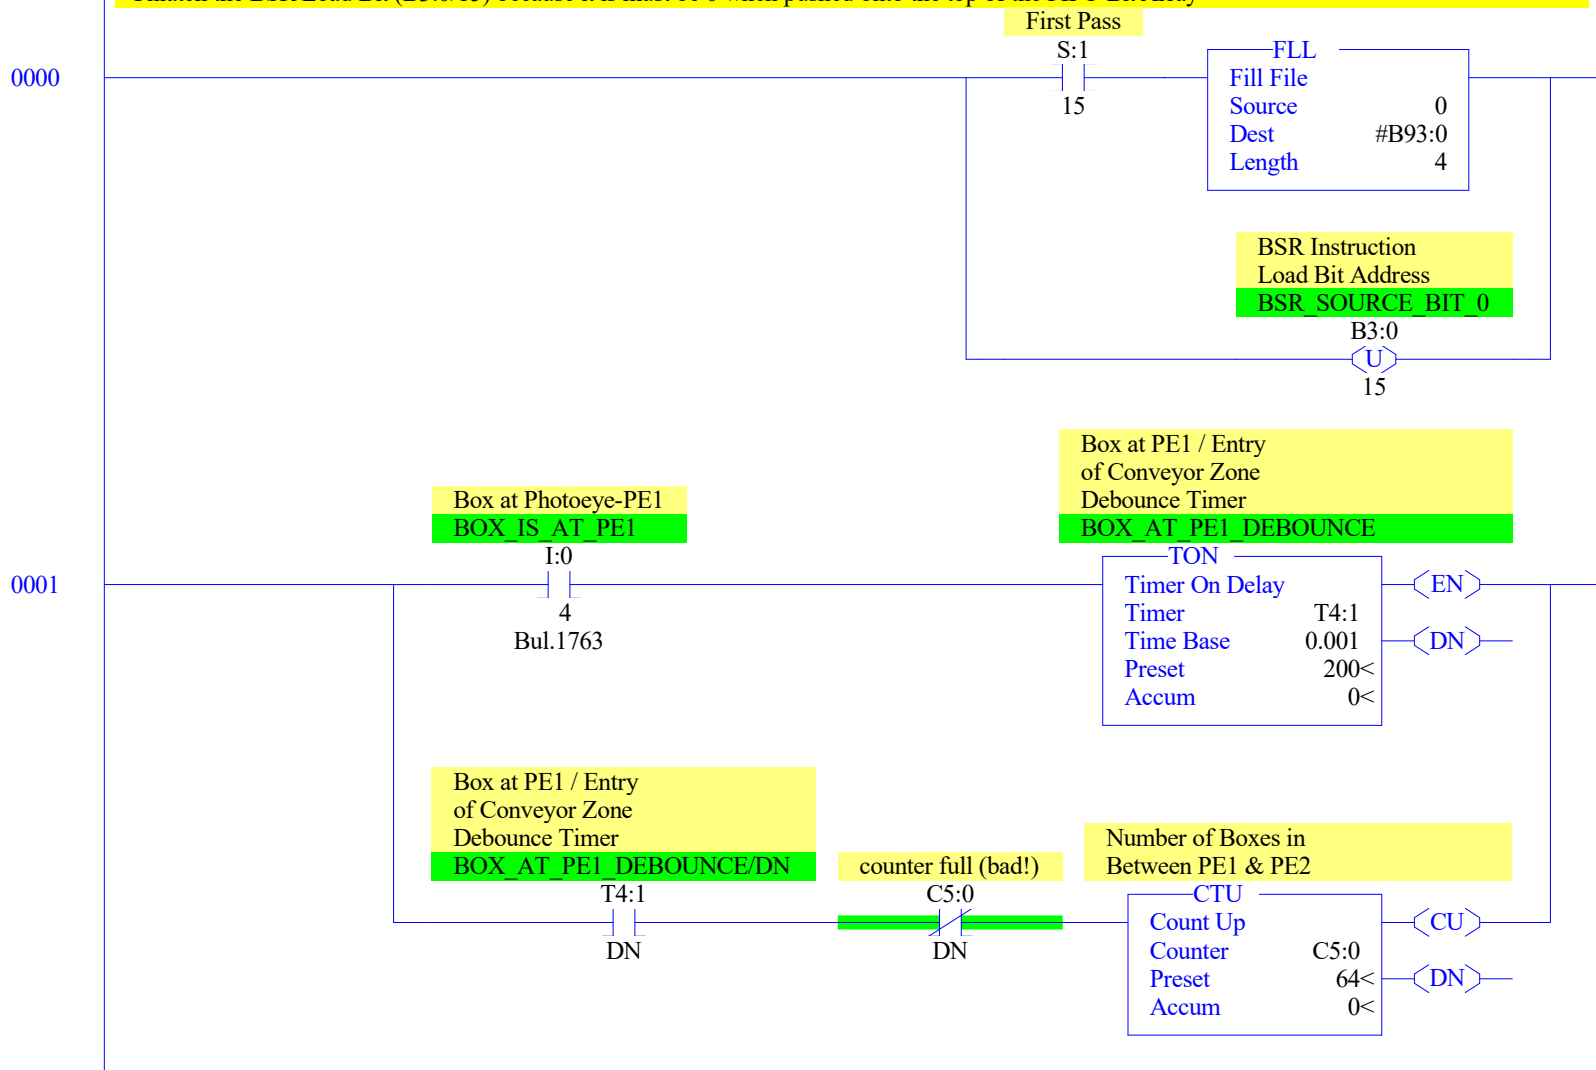 First Pass
S:1
15
0000
FLL
Fill File
Source 0
Dest #B93:0
Length 4
BSR Instruction
Load Bit Address
BSR_SOURCE_BIT_0
B3:0
U
15
Box at PE1 / Entry
of Conveyor Zone
Debounce Timer
BOX_AT_PE1_DEBOUNCE
Box at Photoeye-PE1
BOX_IS_AT_PE1
I:0
4
Bul.1763
0001
TON
Timer On Delay
Timer T4:1
Time Base 0.001
Preset 200<
Accum 0<
EN
DN
Box at PE1 / Entry
of Conveyor Zone
Debounce Timer
BOX_AT_PE1_DEBOUNCE/DN
T4:1
DN
counter full (bad!)
C5:0
DN
Number of Boxes in
Between PE1 & PE2
CTU
Count Up
Counter C5:0
Preset 64<
Accum 0<
CU
DN